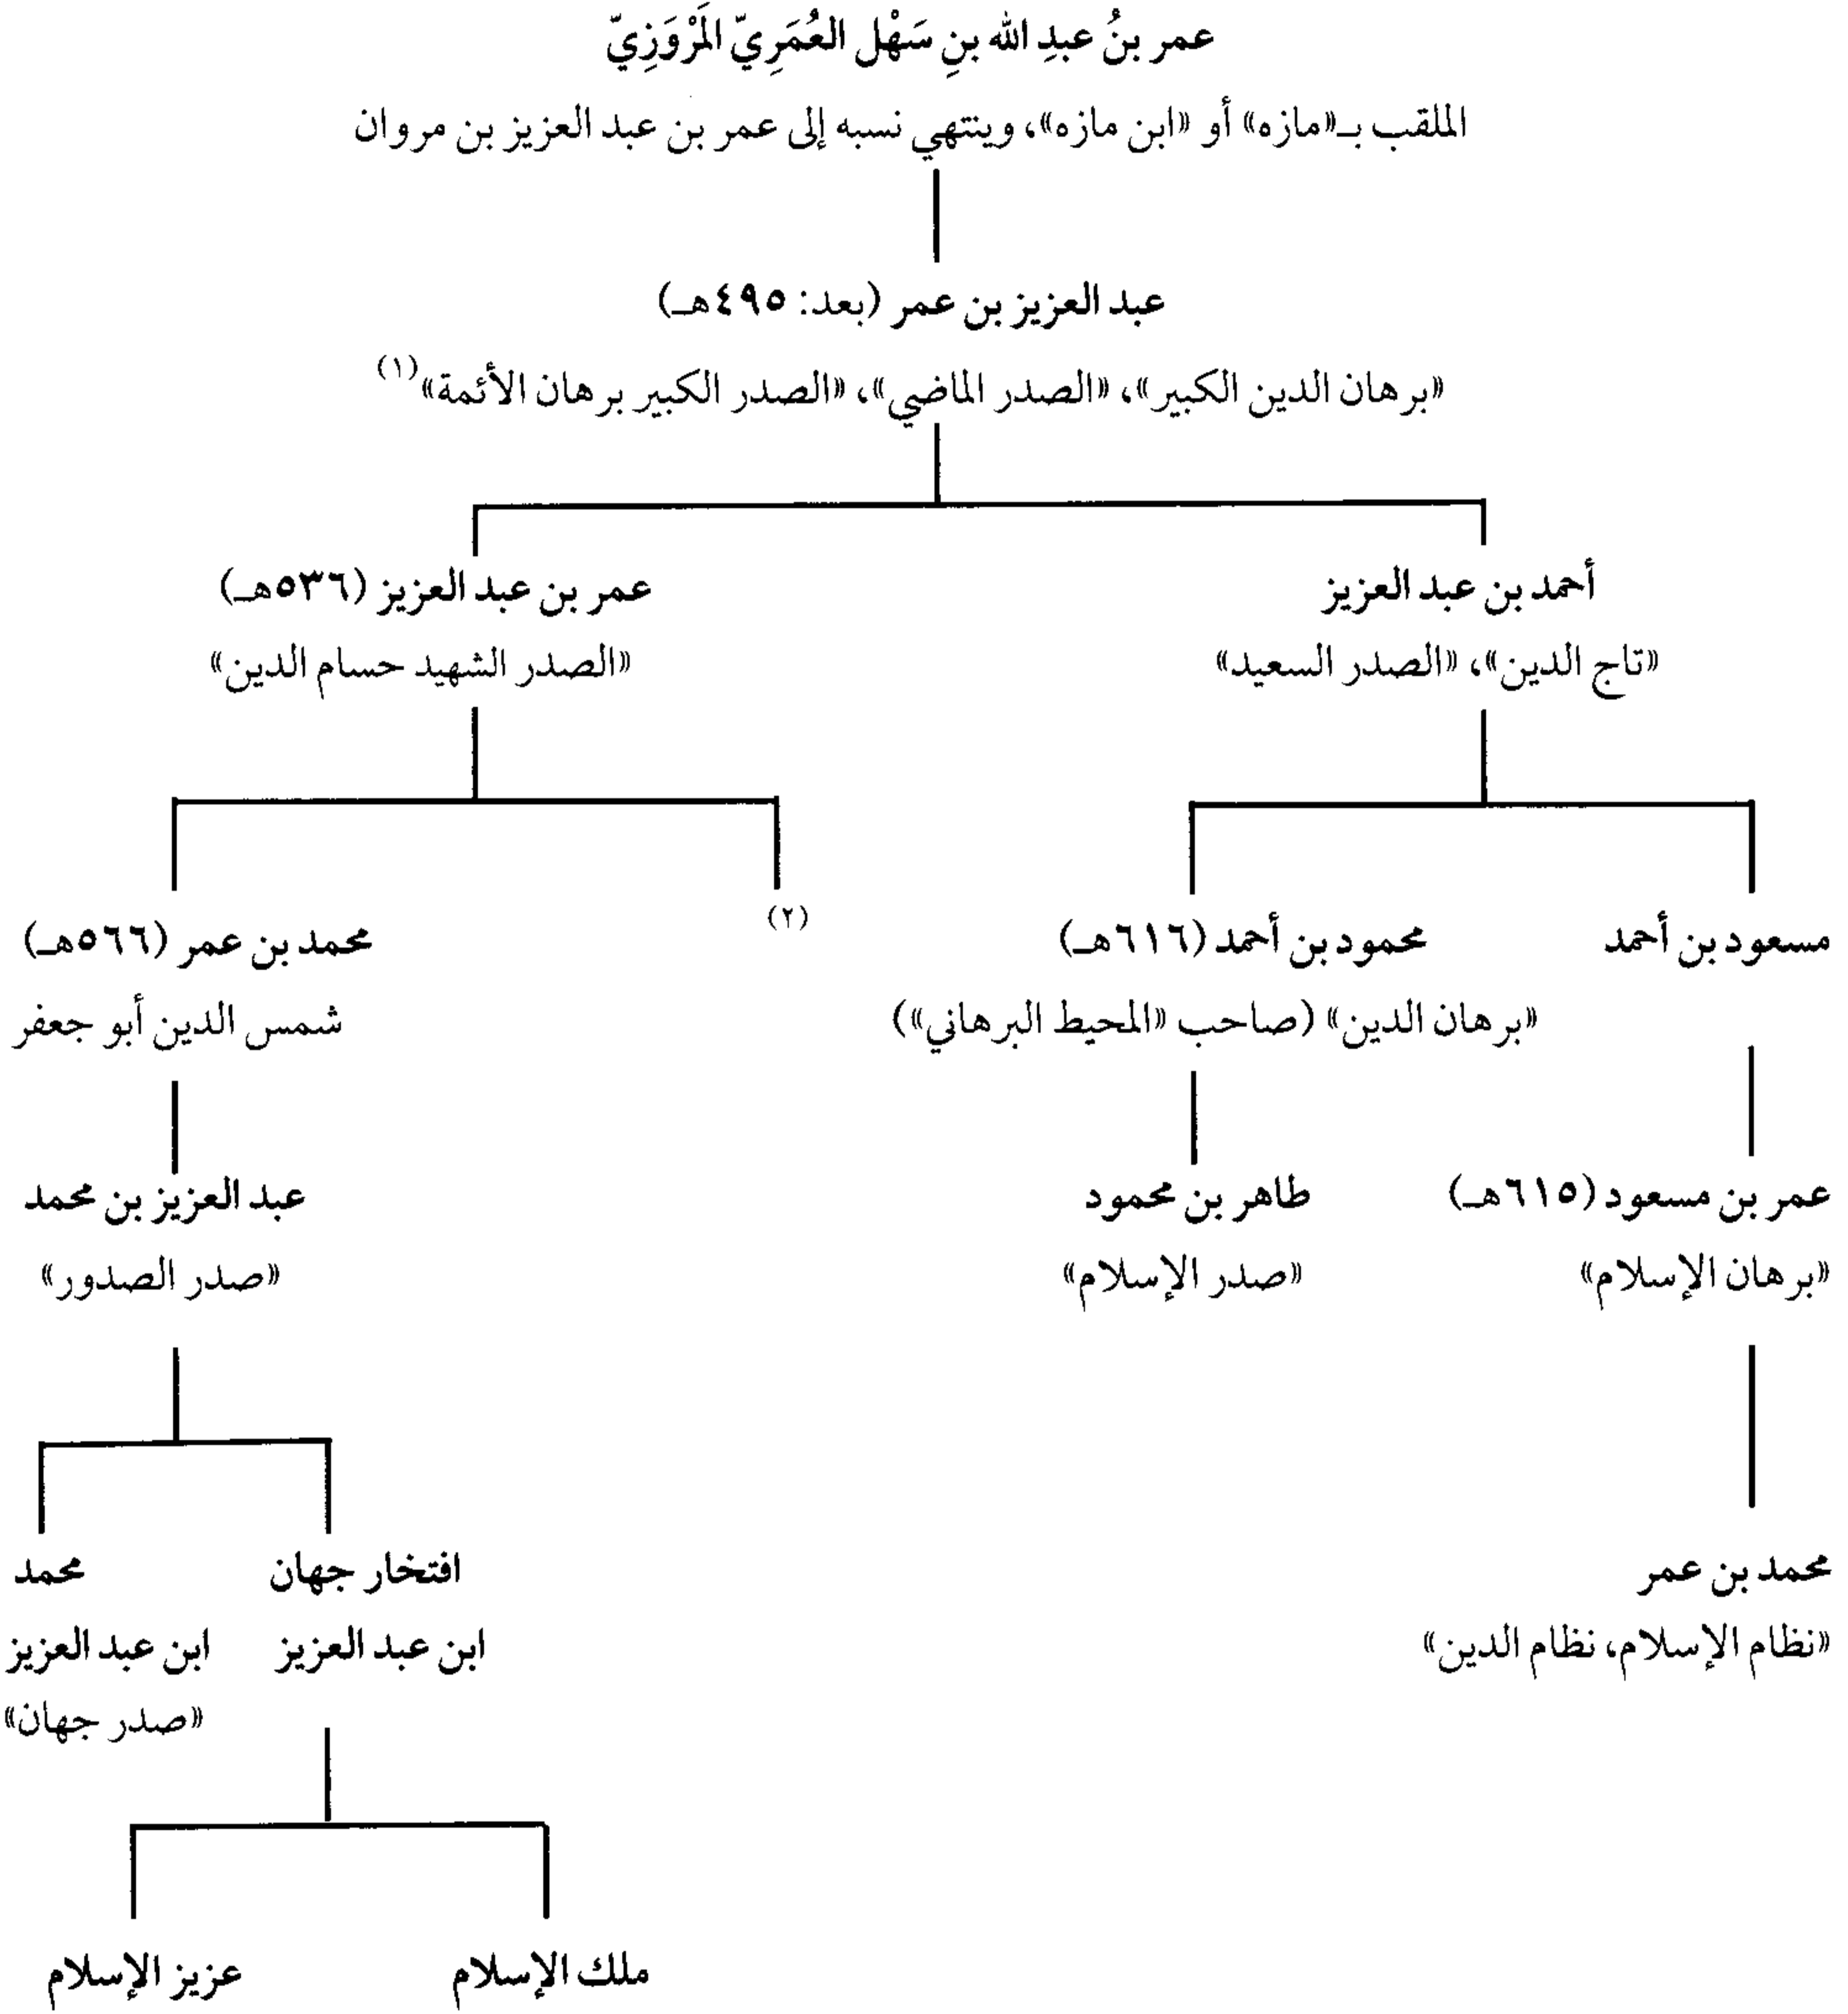 عمر بنُ عبدِ الله بنِ سَهْل العُمَرِيّ المَرْوَزِيّ
الملقب بـ«مازه» أو «ابن مازه»، وينتهي نسبه إلى عمر بن عبد العزيز بن مروان
عبد العزيز بن عمر (بعد: ٤٩٥هـ)
«برهان الدين الكبير»، «الصدر الماضي»، «الصدر الكبير برهان الأئمة»(١)
أحمد بن عبد العزيز
«تاج الدين»، «الصدر السعيد»
عمر بن عبد العزيز (٥٣٦هـ)
«الصدر الشهيد حسام الدين»
مسعود بن أحمد
محمود بن أحمد (٦١٦هـ)
«برهان الدين» (صاحب «المحيط البرهاني»)
(٢)
محمد بن عمر (٥٦٦هـ)
شمس الدين أبو جعفر
عمر بن مسعود (٦١٥هـ)
«برهان الإسلام»
طاهر بن محمود
«صدر الإسلام»
عبد العزيز بن محمد
«صدر الصدور»
محمد بن عمر
«نظام الإسلام، نظام الدين»
افتخار جهان
ابن عبد العزيز
محمد
ابن عبد العزيز
«صدر جهان»
ملك الإسلام
عزيز الإسلام